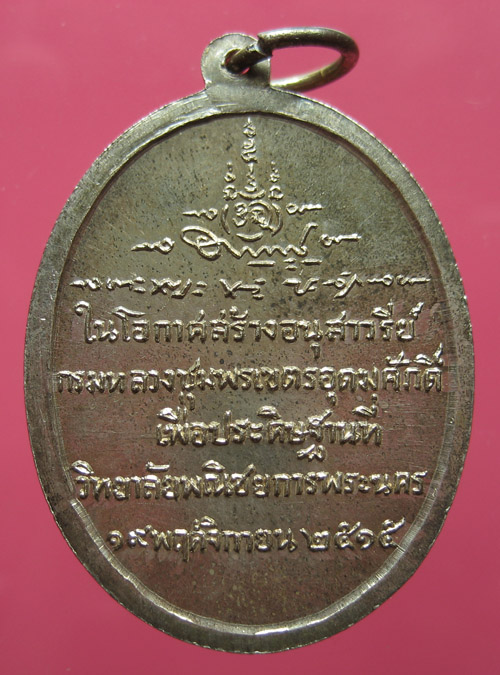 ในโอกาศสร้างอนุสาวรีย์
กรมหลวงชุมพรเขตรอุดมศักดิ์
เพื่อประดิษฐานที่
วิทยาลัยพณิชยการพระนคร
๑๙พฤศจิกายน ๒๕๑๕